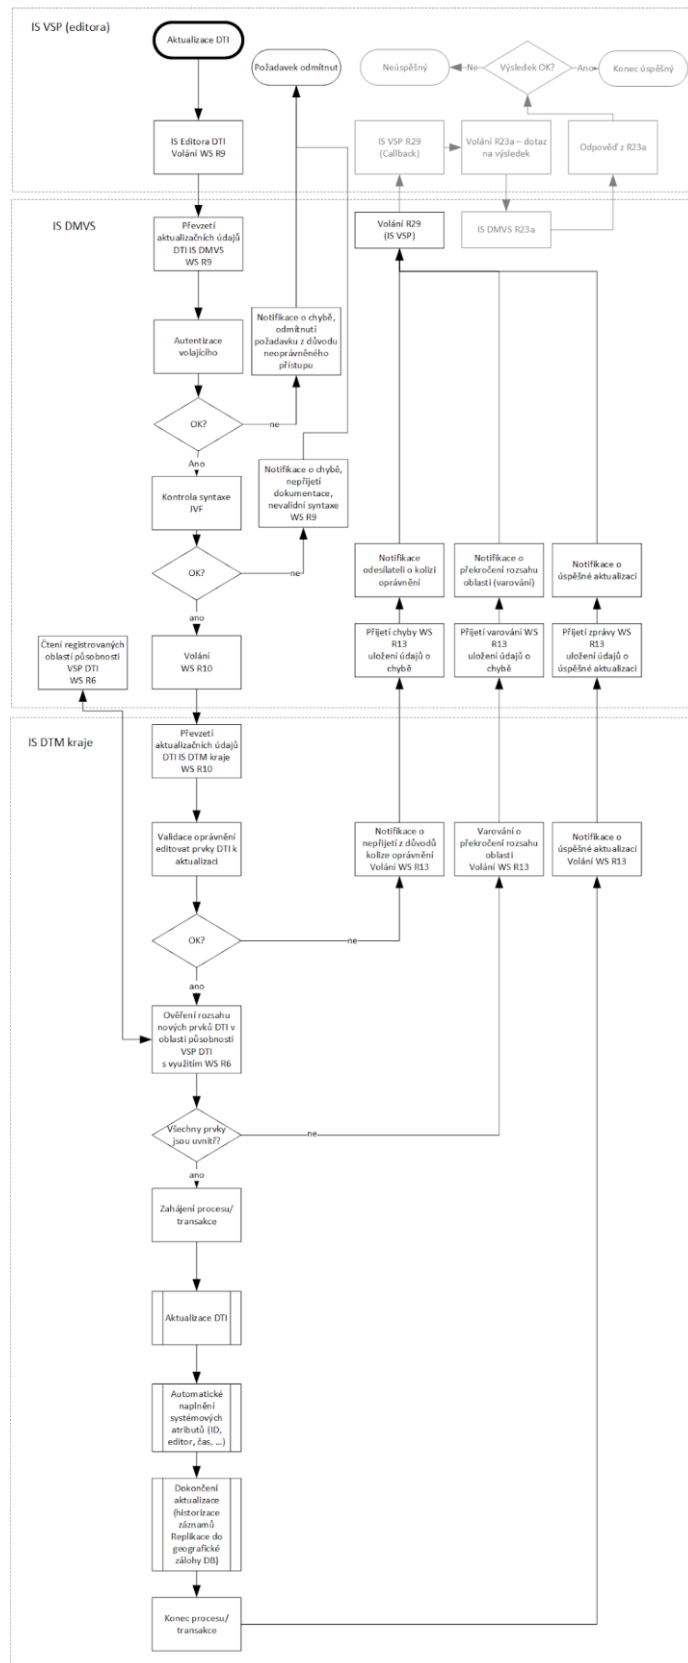 IS VSP (editora)
Aktualizace DTI
Požadavek odmítnut
Neúspěšný
Ne
Výsledek OK?
Ano
Konec úspěšný
IS Editora DTI
Volání WS R9
IS VSP R29
(Callback)
Volání R23a – dotaz
na výsledek
Odpověď z R23a
IS DMVS
Převzetí
aktualizačních údajů
DTI IS DMVS
WS R9
Volání R29
(IS VSP)
IS DMVS R23a
Autentizace
volajícího
Notifikace o chybě,
odmítnutí
požadavku z důvodu
neoprávněného
přístupu
OK?
ne
Ano
Kontrola syntaxe
JVF
Notifikace o chybě,
nepřijetí
dokumentace,
nevalidní syntaxe
WS R9
OK?
ne
ano
Notifikace
odesílateli o kolizi
oprávnění
Notifikace o
překročení rozsahu
oblasti (varování)
Notifikace o
úspěšné aktualizaci
Čtení registrovaných
oblastí působnosti
VSP DTI
WS R6
Volání
WS R10
Přijetí chyby WS
R13
uložení údajů o
chybě
Přijetí varování WS
R13
uložení údajů o
chybě
Přijetí zprávy WS
R13
uložení údajů o
úspěšné aktualizaci
IS DTM kraje
Převzetí
aktualizačních údajů
DTI IS DTM kraje
WS R10
Validace oprávnění
editovat prvky DTI k
aktualizaci
Notifikace o
nepřijetí z důvodů
kolize oprávnění
Volání WS R13
Varování o
překročení rozsahu
oblasti
Volání WS R13
Notifikace o
úspěšné aktualizaci
Volání WS R13
OK?
ne
ano
Ověření rozsahu
nových prvků DTI v
oblasti působnosti
VSP DTI
s využitím WS R6
Všechny prvky
jsou uvnitř?
ne
ano
Zahájení procesu/
transakce
Aktualizace DTI
Automatické
naplnění
systémových
atributů (ID,
editor, čas, ...)
Dokončení
aktualizace
(historizace
záznamů
Replikace do
geografické
zálohy DB)
Konec procesu/
transakce